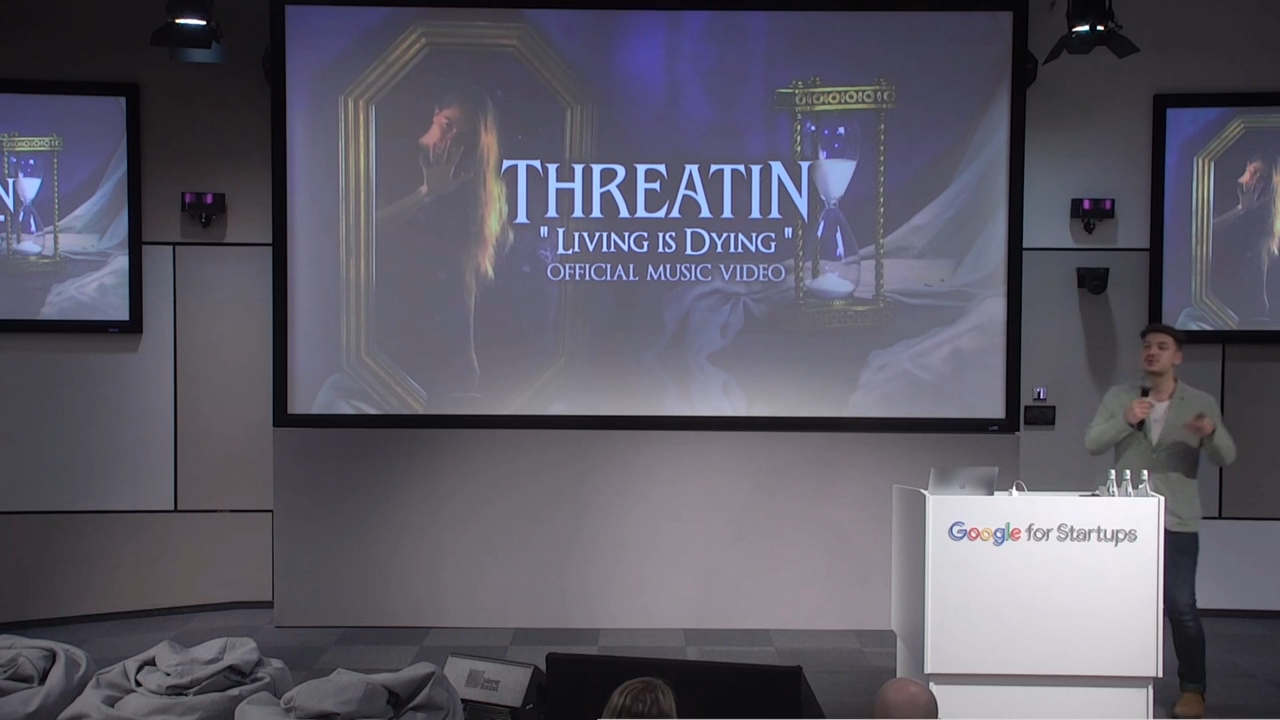 THREATIN
" LIVING IS DYING "
OFFICIAL MUSIC VIDEO
N
Google for Startups